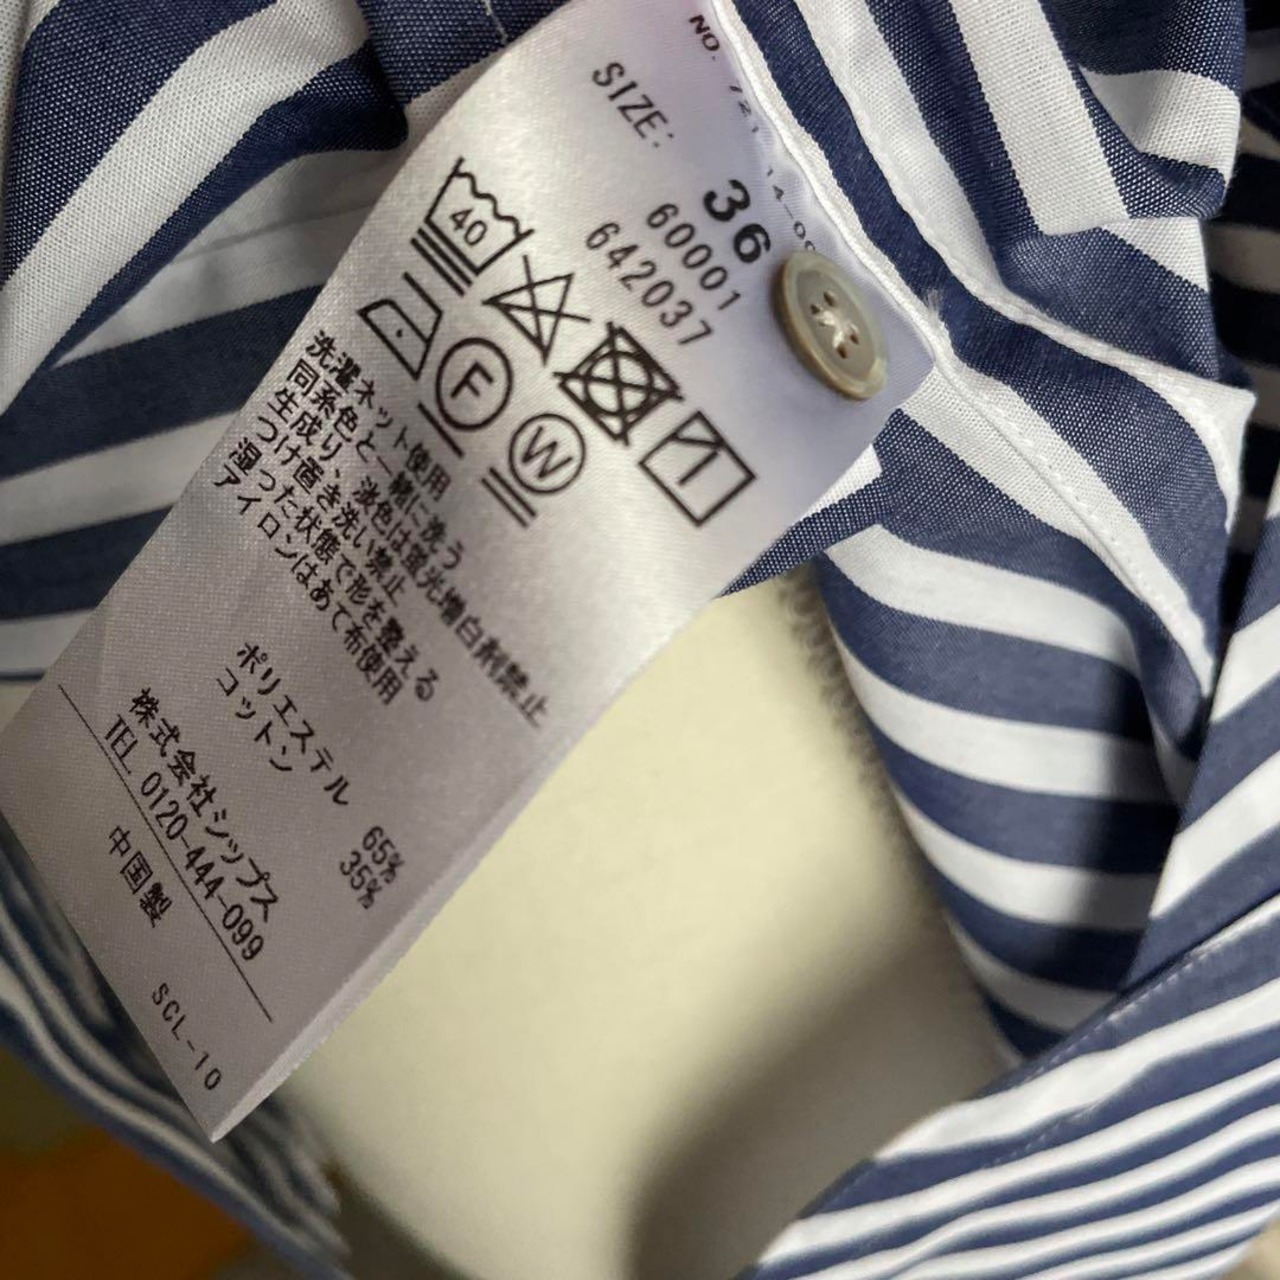 SIZE:
36
60001
642037
40
F
W
洗濯ネット使用
同系色と一緒に洗う
生成り、淡色は蛍光増白剤禁止
つけ置き洗い禁止
湿った状態で形を整える
アイロンはあて布使用
ポリエステル 65%
コットン 35%
株式会社シップス
TEL 0120-444-099
中国製
SCL-10